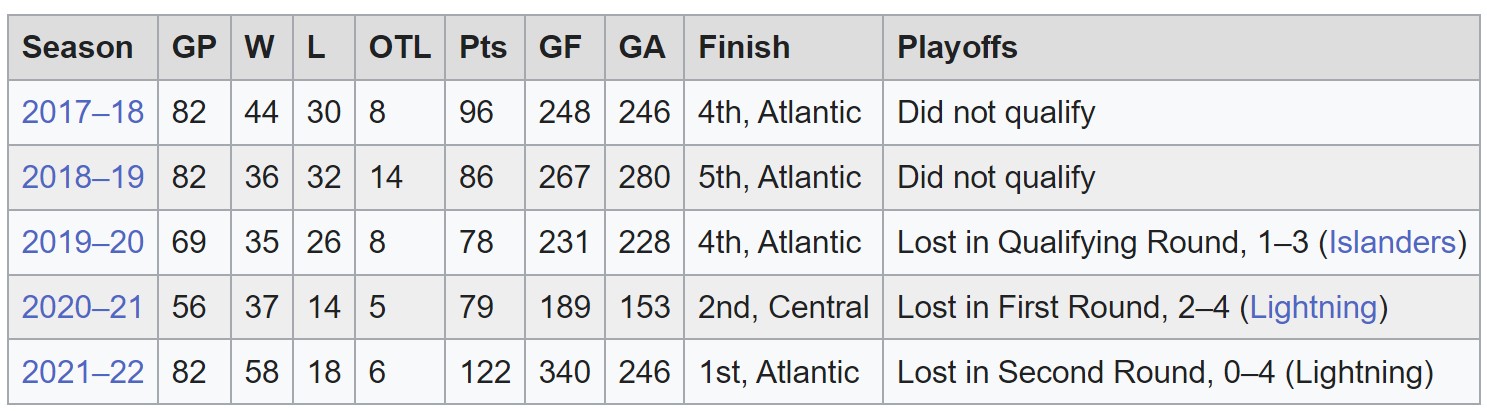 Season GP W L OTL Pts GF GA Finish Playoffs
2017–18 82 44 30 8 96 248 246 4th, Atlantic Did not qualify
2018–19 82 36 32 14 86 267 280 5th, Atlantic Did not qualify
2019–20 69 35 26 8 78 231 228 4th, Atlantic Lost in Qualifying Round, 1–3 (Islanders)
2020–21 56 37 14 5 79 189 153 2nd, Central Lost in First Round, 2–4 (Lightning)
2021–22 82 58 18 6 122 340 246 1st, Atlantic Lost in Second Round, 0–4 (Lightning)